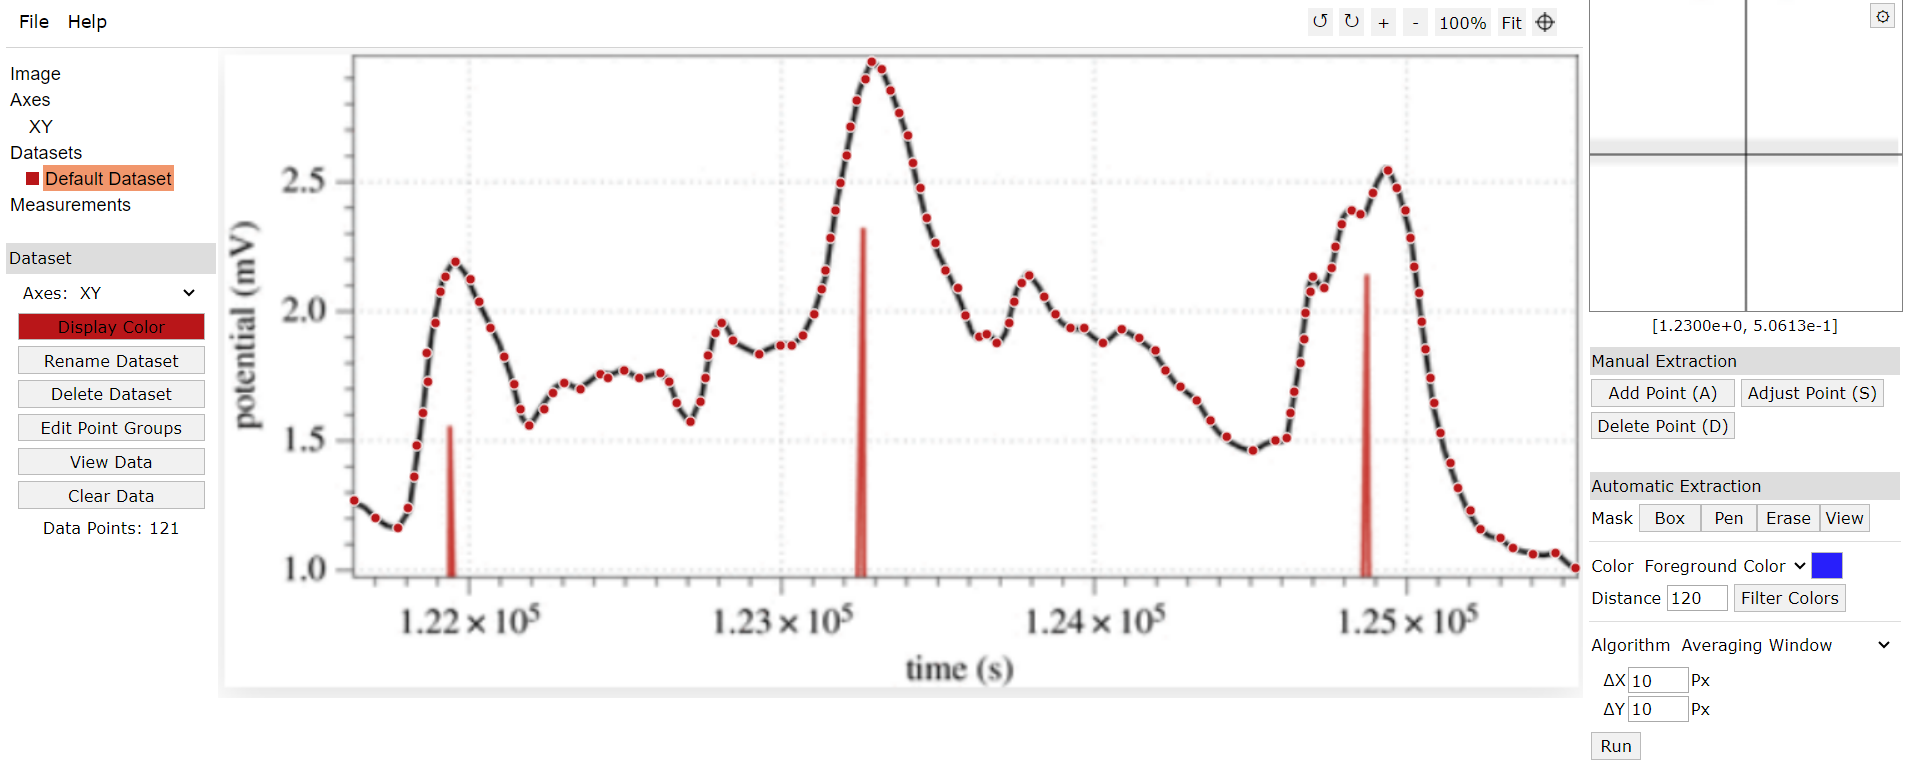 File Help
↺ ↻ + - 100% Fit
Image
Axes
XY
Datasets
Default Dataset
Measurements
Dataset
Axes: XY
Display Color
Rename Dataset
Delete Dataset
Edit Point Groups
View Data
Clear Data
Data Points: 121
potential (mV)
2.5
2.0
1.5
1.0
1.22 × 10⁵ 1.23 × 10⁵ 1.24 × 10⁵ 1.25 × 10⁵
time (s)
[1.2300e+0, 5.0613e-1]
Manual Extraction
Add Point (A) Adjust Point (S)
Delete Point (D)
Automatic Extraction
Mask Box Pen Erase View
Color Foreground Color
Distance 120 Filter Colors
Algorithm Averaging Window
ΔX 10 Px
ΔY 10 Px
Run